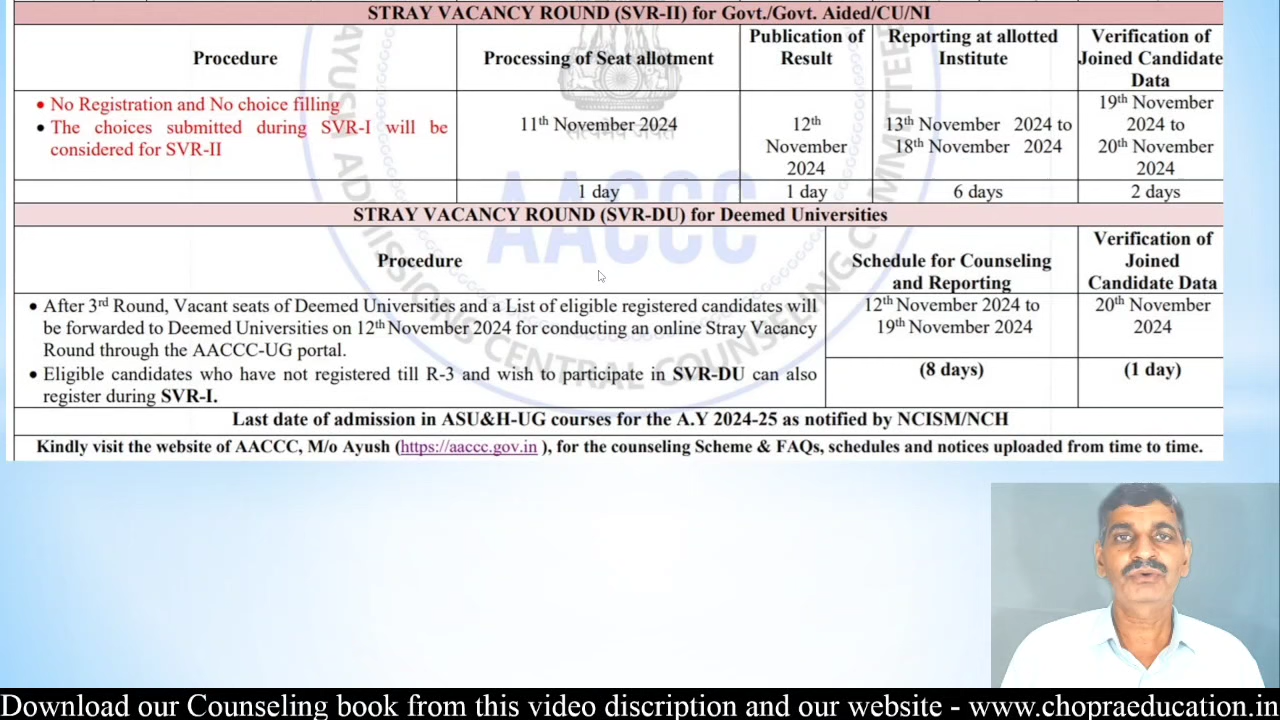 STRAY VACANCY ROUND (SVR-II) for Govt./Govt. Aided/CU/NI
Procedure
Processing of Seat allotment
Publication of
Result
Reporting at allotted
Institute
Verification of
Joined Candidate
Data
• No Registration and No choice filling
• The choices submitted during SVR-I will be
considered for SVR-II
11th November 2024
12th
November
2024
13th November 2024 to
18th November 2024
19th November
2024 to
20th November
2024
1 day
1 day
6 days
2 days
STRAY VACANCY ROUND (SVR-DU) for Deemed Universities
Procedure
Schedule for Counseling
and Reporting
Verification of
Joined
Candidate Data
• After 3rd Round, Vacant seats of Deemed Universities and a List of eligible registered candidates will
be forwarded to Deemed Universities on 12th November 2024 for conducting an online Stray Vacancy
Round through the AACCC-UG portal.
• Eligible candidates who have not registered till R-3 and wish to participate in SVR-DU can also
register during SVR-I.
12th November 2024 to
19th November 2024
20th November
2024
(8 days)
(1 day)
Last date of admission in ASU&H-UG courses for the A.Y 2024-25 as notified by NCISM/NCH
Kindly visit the website of AACCC, M/o Ayush (https://aaccc.gov.in ), for the counseling Scheme & FAQs, schedules and notices uploaded from time to time.
AACCC
AYUSH ADMISSIONS CENTRAL COUNSELING COMMITTEE
सत्यमेव जयते
Download our Counseling book from this video discription and our website - www.chopraeducation.in